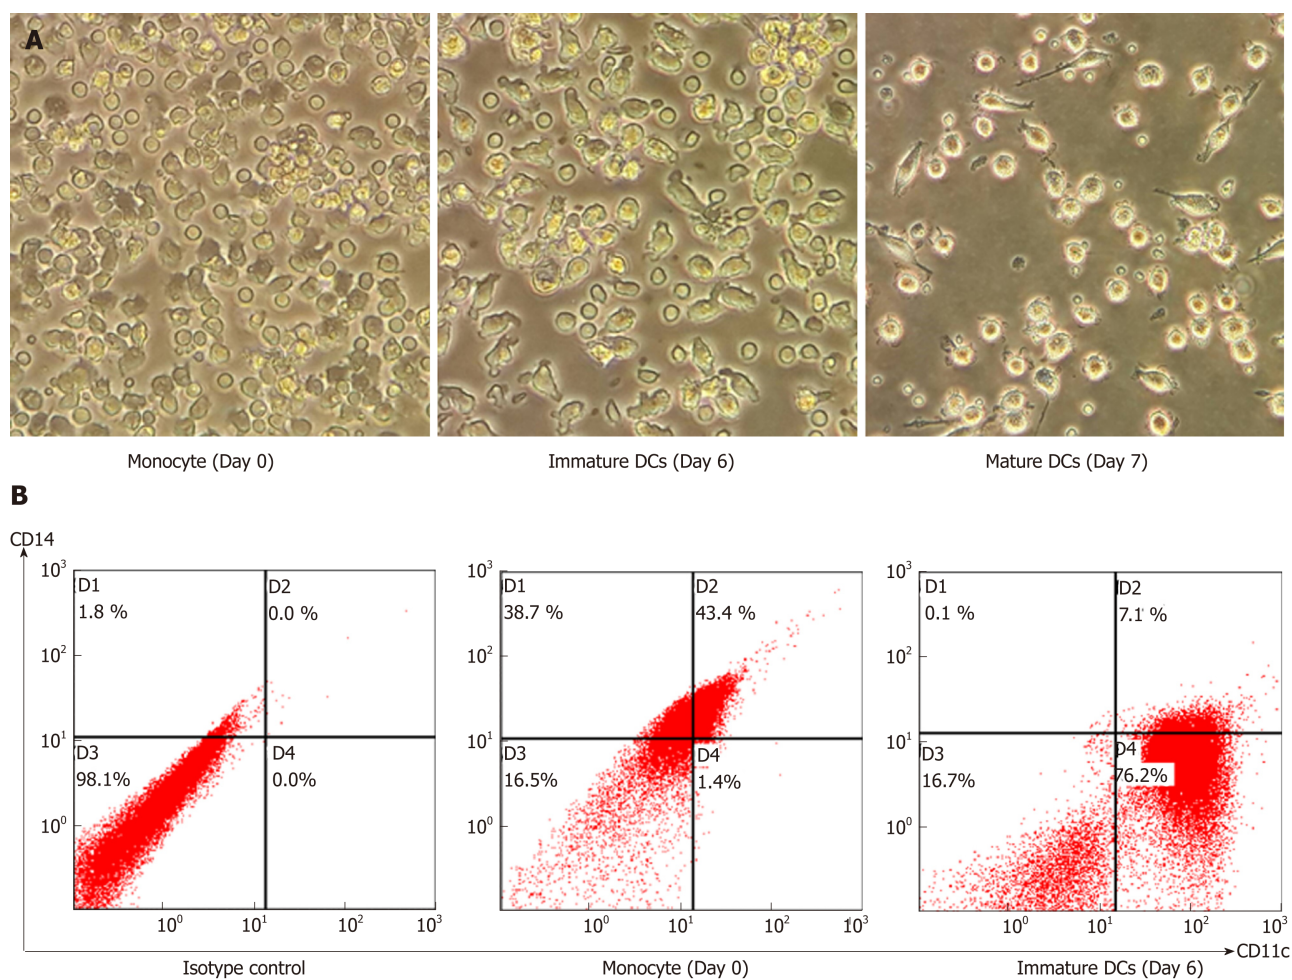 A
Monocyte (Day 0)
Immature DCs (Day 6)
Mature DCs (Day 7)
B
CD14
10³
D1
1.8 %
D2
0.0 %
10²
10¹
D3
98.1%
D4
0.0%
10⁰
10⁰
10¹
10²
10³
Isotype control
10³
D1
38.7 %
D2
43.4 %
10²
10¹
D3
16.5%
D4
1.4%
10⁰
10⁰
10¹
10²
10³
Monocyte (Day 0)
10³
D1
0.1 %
D2
7.1 %
10²
10¹
D3
16.7%
D4
76.2%
10⁰
10⁰
10¹
10²
10³
Immature DCs (Day 6)
CD11c